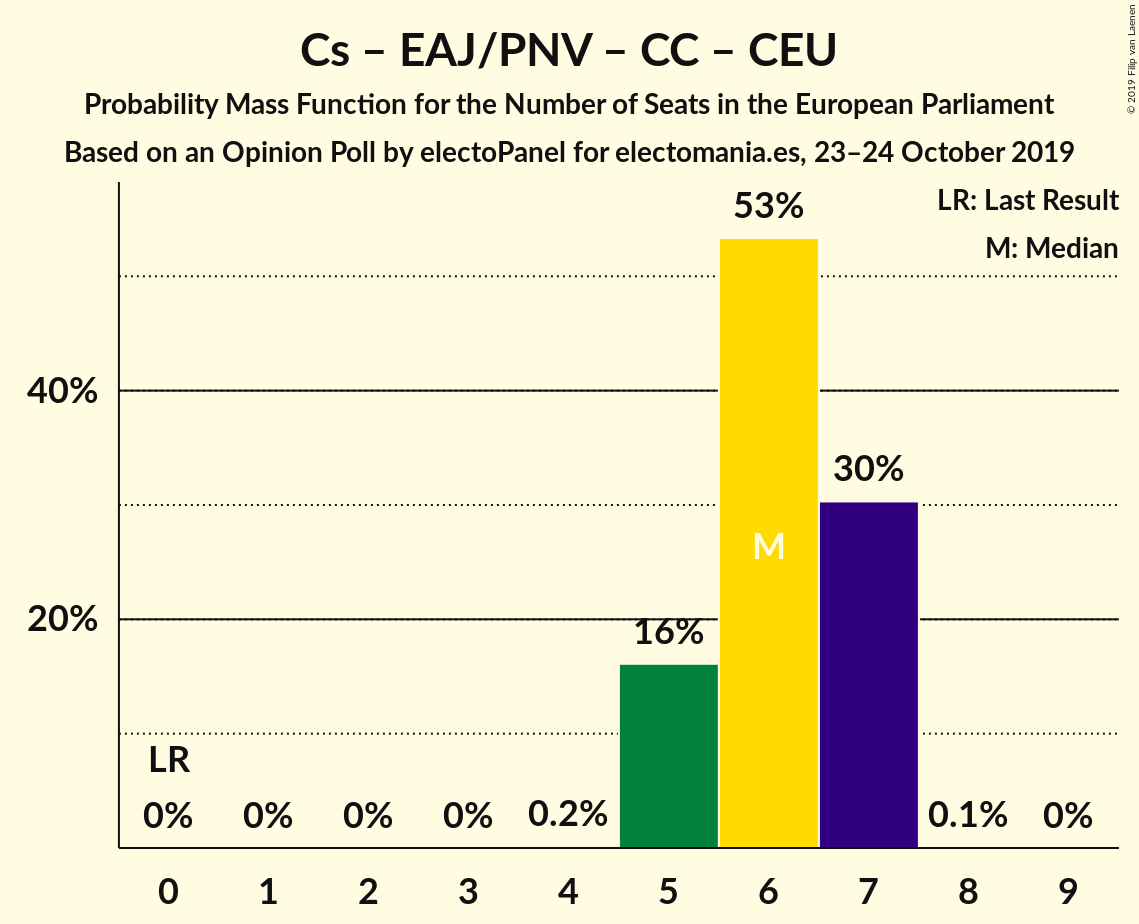 Cs – EAJ/PNV – CC – CEU
Probability Mass Function for the Number of Seats in the European Parliament
Based on an Opinion Poll by electoPanel for electomania.es, 23–24 October 2019
© 2019 Filip van Laenen
LR: Last Result
M: Median
53%
40%
30%
M
20%
16%
LR
0% 0% 0% 0% 0.2% 0.1% 0%
0 1 2 3 4 5 6 7 8 9